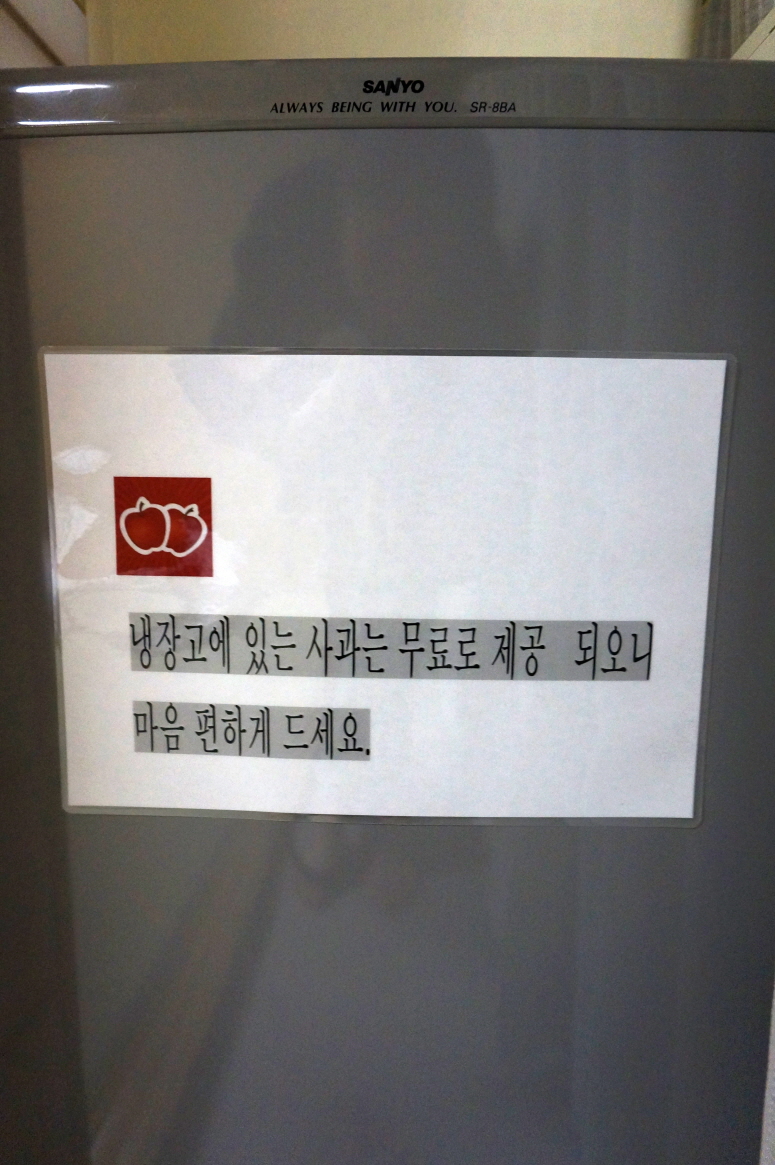 SANYO
ALWAYS BEING WITH YOU. SR-8BA
냉장고에 있는 사과는 무료로 제공 되오니
마음 편하게 드세요.